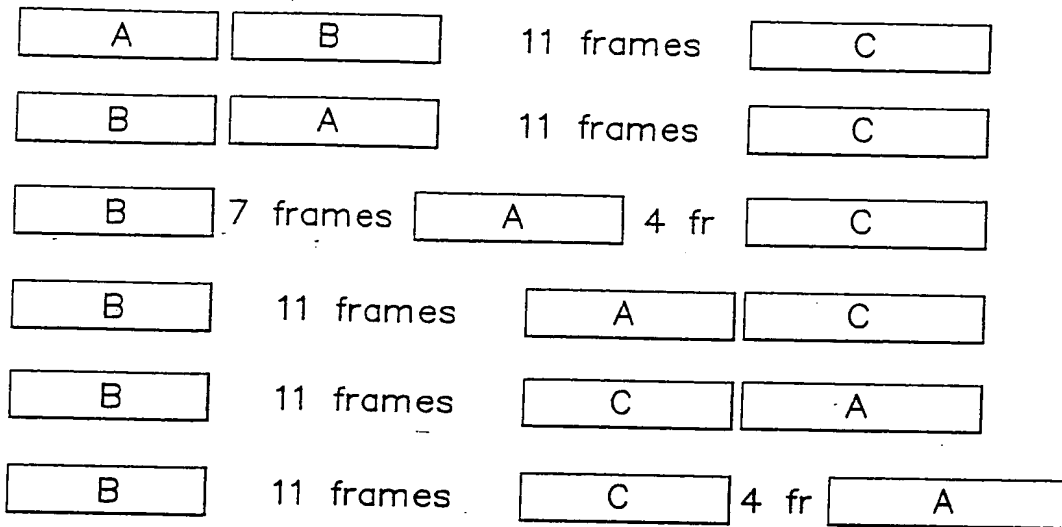 A B 11 frames C
B A 11 frames C
B 7 frames A 4 fr C
B 11 frames A C
B 11 frames C A
B 11 frames C 4 fr A